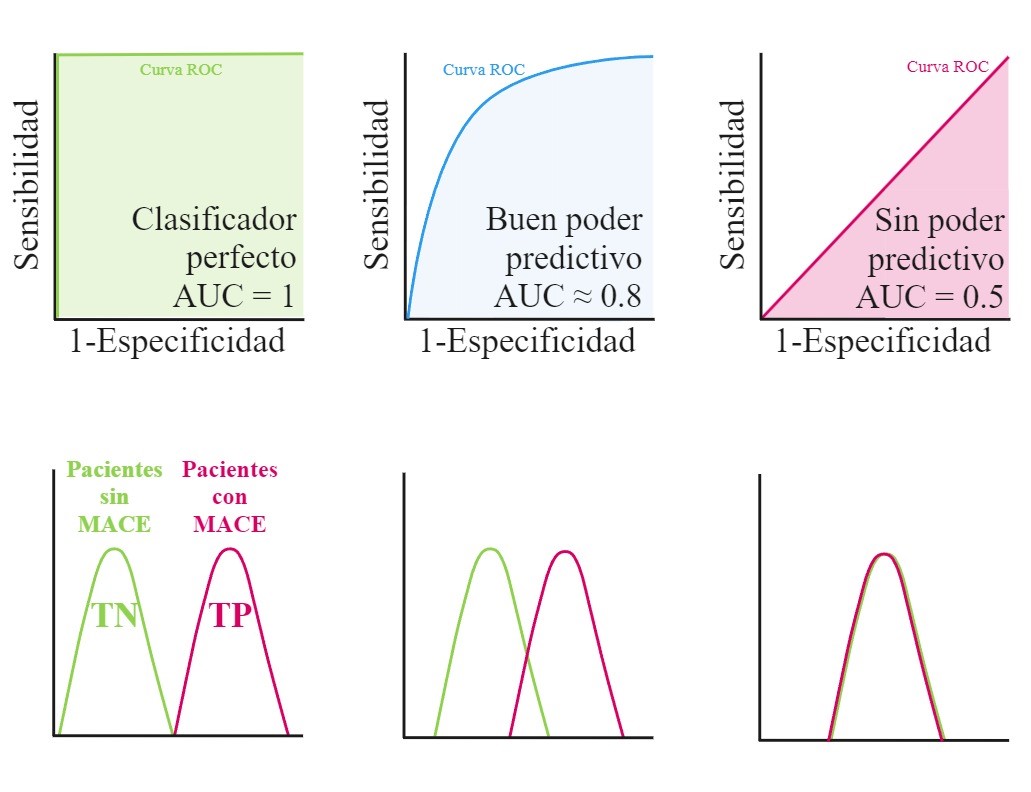 Curva ROC
Sensibilidad
Clasificador
perfecto
AUC = 1
1-Especificidad
Curva ROC
Sensibilidad
Buen poder
predictivo
AUC ≈ 0.8
1-Especificidad
Curva ROC
Sensibilidad
Sin poder
predictivo
AUC = 0.5
1-Especificidad
Pacientes
sin
MACE
TN
Pacientes
con
MACE
TP